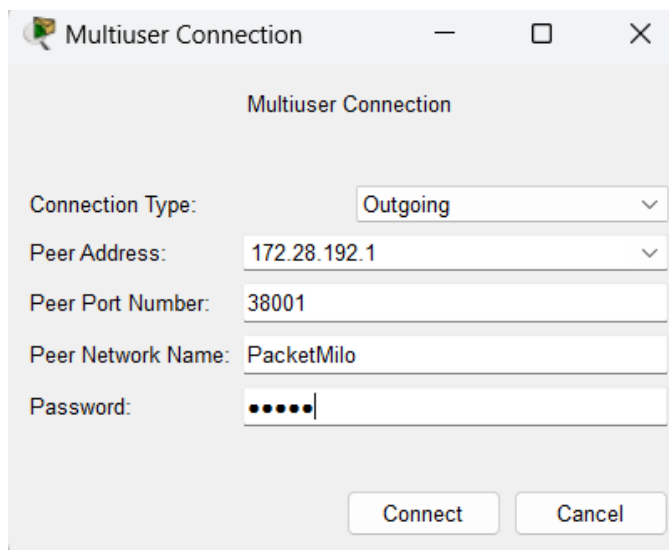 Multiuser Connection
Multiuser Connection
Connection Type: Outgoing
Peer Address: 172.28.192.1
Peer Port Number: 38001
Peer Network Name: PacketMilo
Password: •••••
Connect Cancel